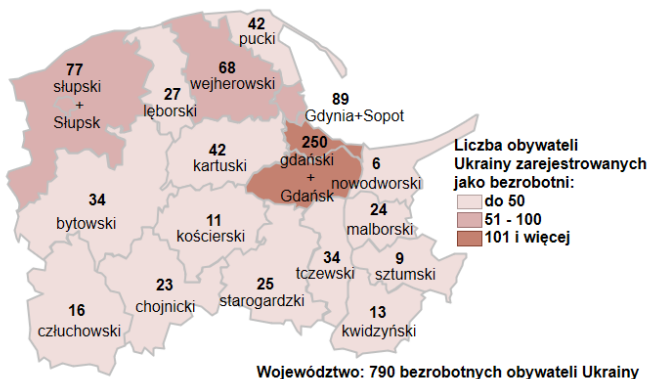 42
pucki
77
słupski
+
Słupsk
68
wejherowski
27
lęborski
89
Gdynia+Sopot
250
gdański
+
Gdańsk
42
kartuski
6
nowodworski
Liczba obywateli
Ukrainy zarejestrowanych
jako bezrobotni:
do 50
51 - 100
101 i więcej
34
bytowski
11
kościerski
24
malborski
34
tczewski
9
sztumski
16
człuchowski
23
chojnicki
25
starogardzki
13
kwidzyński
Województwo: 790 bezrobotnych obywateli Ukrainy